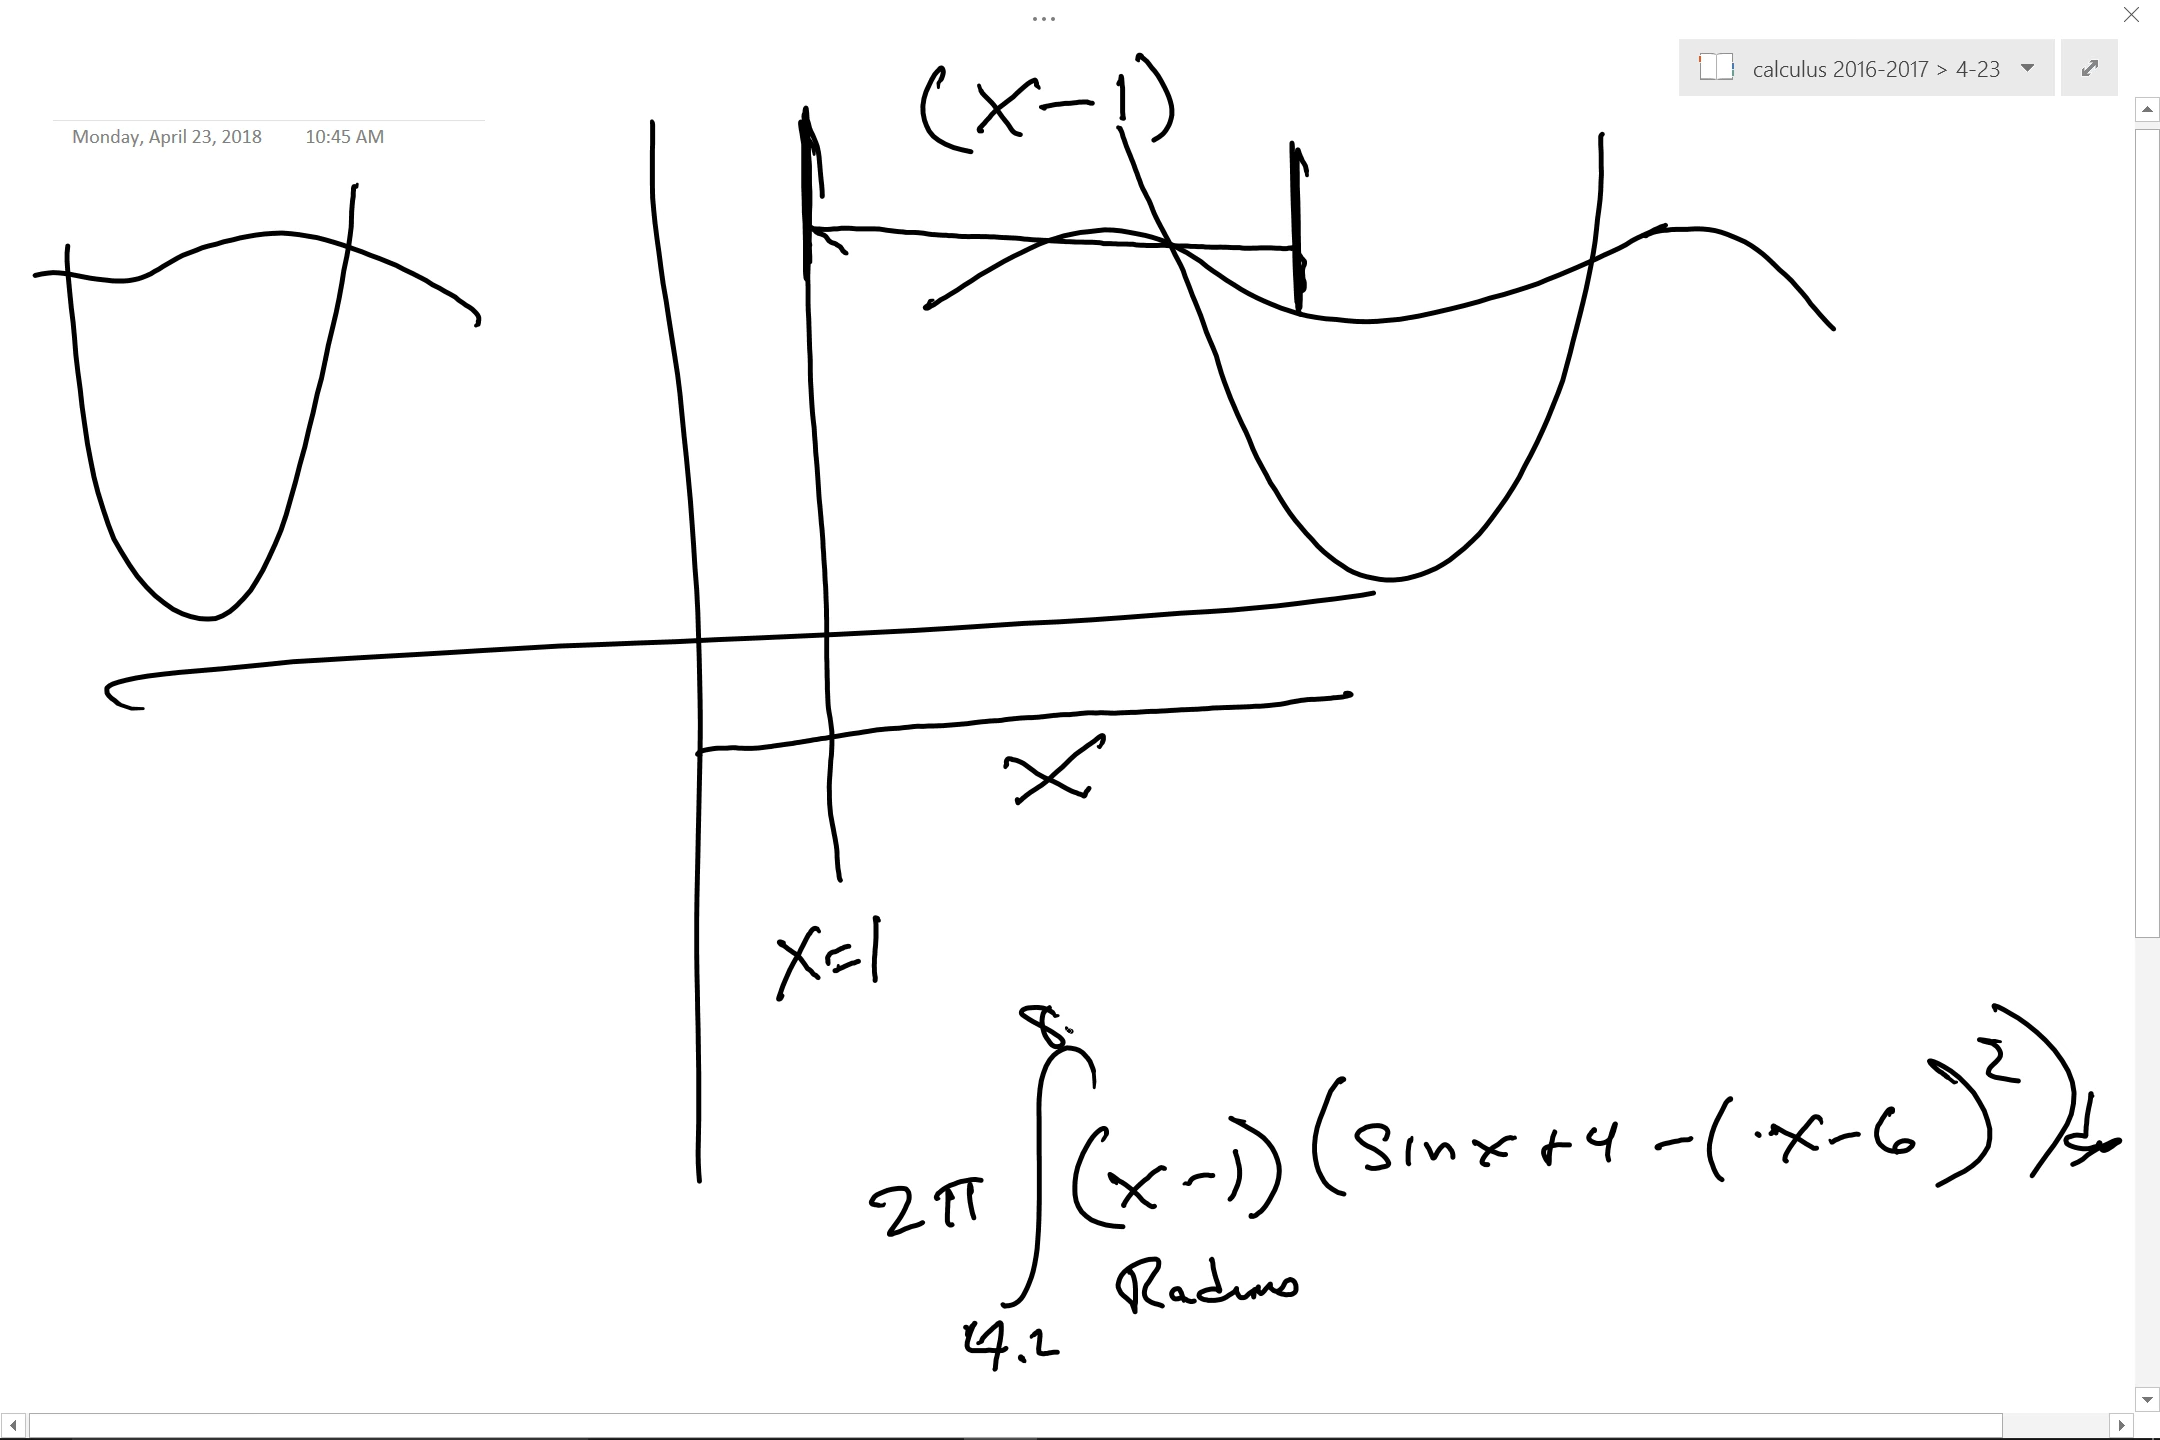 ...
calculus 2016-2017 > 4-23
Monday, April 23, 2018 10:45 AM
(x-1)
x
x=1
2π ∫ 8. 4.2 (x-1) (sin x + 4 - (x-6)²) dx
Radius